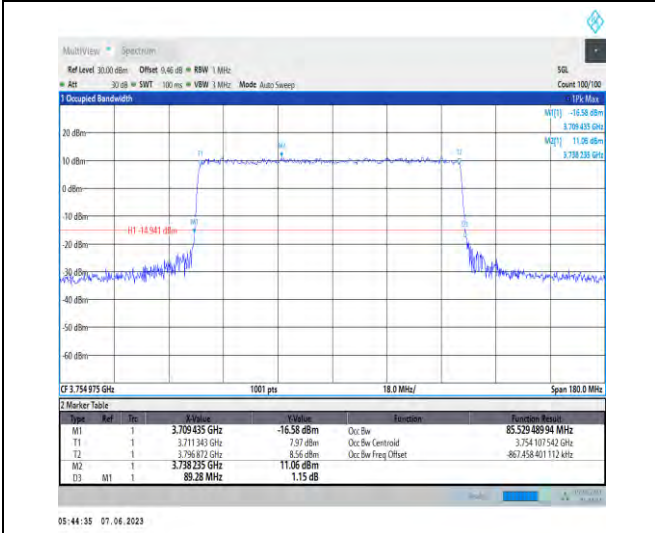 MultiView Spectrum
Ref Level 30.00 dBm Offset 9.46 dB RBW 1 MHz SGL
Att 30 dB SWT 100 ms VBW 3 MHz Mode Auto Sweep Count 100/100
1 Occupied Bandwidth 1Pk Max
M1[1] -16.58 dBm
3.709 435 GHz
M2[1] 11.06 dBm
3.738 235 GHz
20 dBm
T1 M2 T2
10 dBm
0 dBm
-10 dBm
M1 D3
H1 -14.941 dBm
-20 dBm
-30 dBm
-40 dBm
-50 dBm
-60 dBm
CF 3.754 975 GHz 1001 pts 18.0 MHz/ Span 180.0 MHz
2 Marker Table
Type Ref Trc X-Value Y-Value Function Function Result
M1 1 3.709 435 GHz -16.58 dBm Occ Bw 85.529 489 94 MHz
T1 1 3.711 343 GHz 7.97 dBm Occ Bw Centroid 3.754 107 542 GHz
T2 1 3.796 872 GHz 8.56 dBm Occ Bw Freq Offset -867.458 401 112 kHz
M2 1 3.738 235 GHz 11.06 dBm
D3 M1 1 89.28 MHz 1.15 dB
05:44:35 07.06.2023